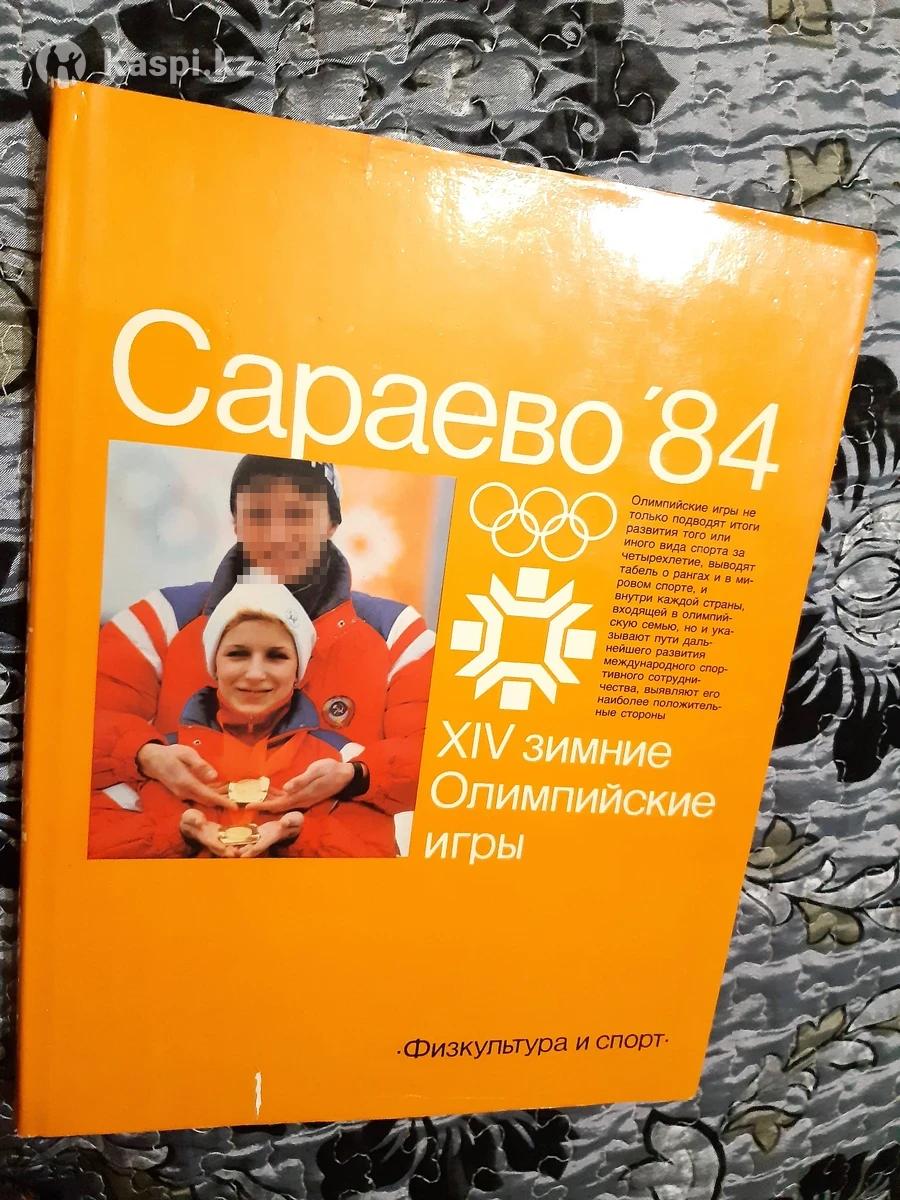 Kaspi.kz
Сараево '84
Олимпийские игры не
только подводят итоги
развития того или
иного вида спорта за
четырехлетие, выводят
табель о рангах и в ми-
ровом спорте, и
внутри каждой страны,
входящей в олимпий-
скую семью, но и ука-
зывают пути даль-
нейшего развития
международного спор-
тивного сотрудни-
чества, выявляют его
наиболее положитель-
ные стороны
XIV зимние
Олимпийские
игры
·Физкультура и спорт·